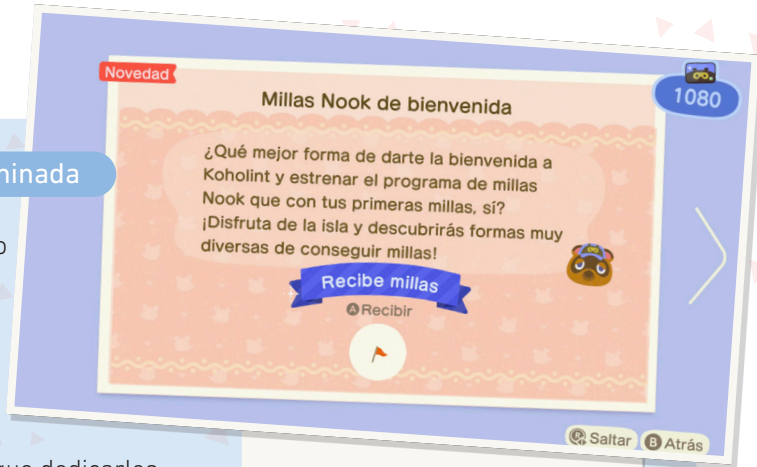 Novedad
1080
Millas Nook de bienvenida
¿Qué mejor forma de darte la bienvenida a
Koholint y estrenar el programa de millas
Nook que con tus primeras millas, sí?
¡Disfruta de la isla y descubrirás formas muy
diversas de conseguir millas!
Recibe millas
A Recibir
R Saltar B Atrás